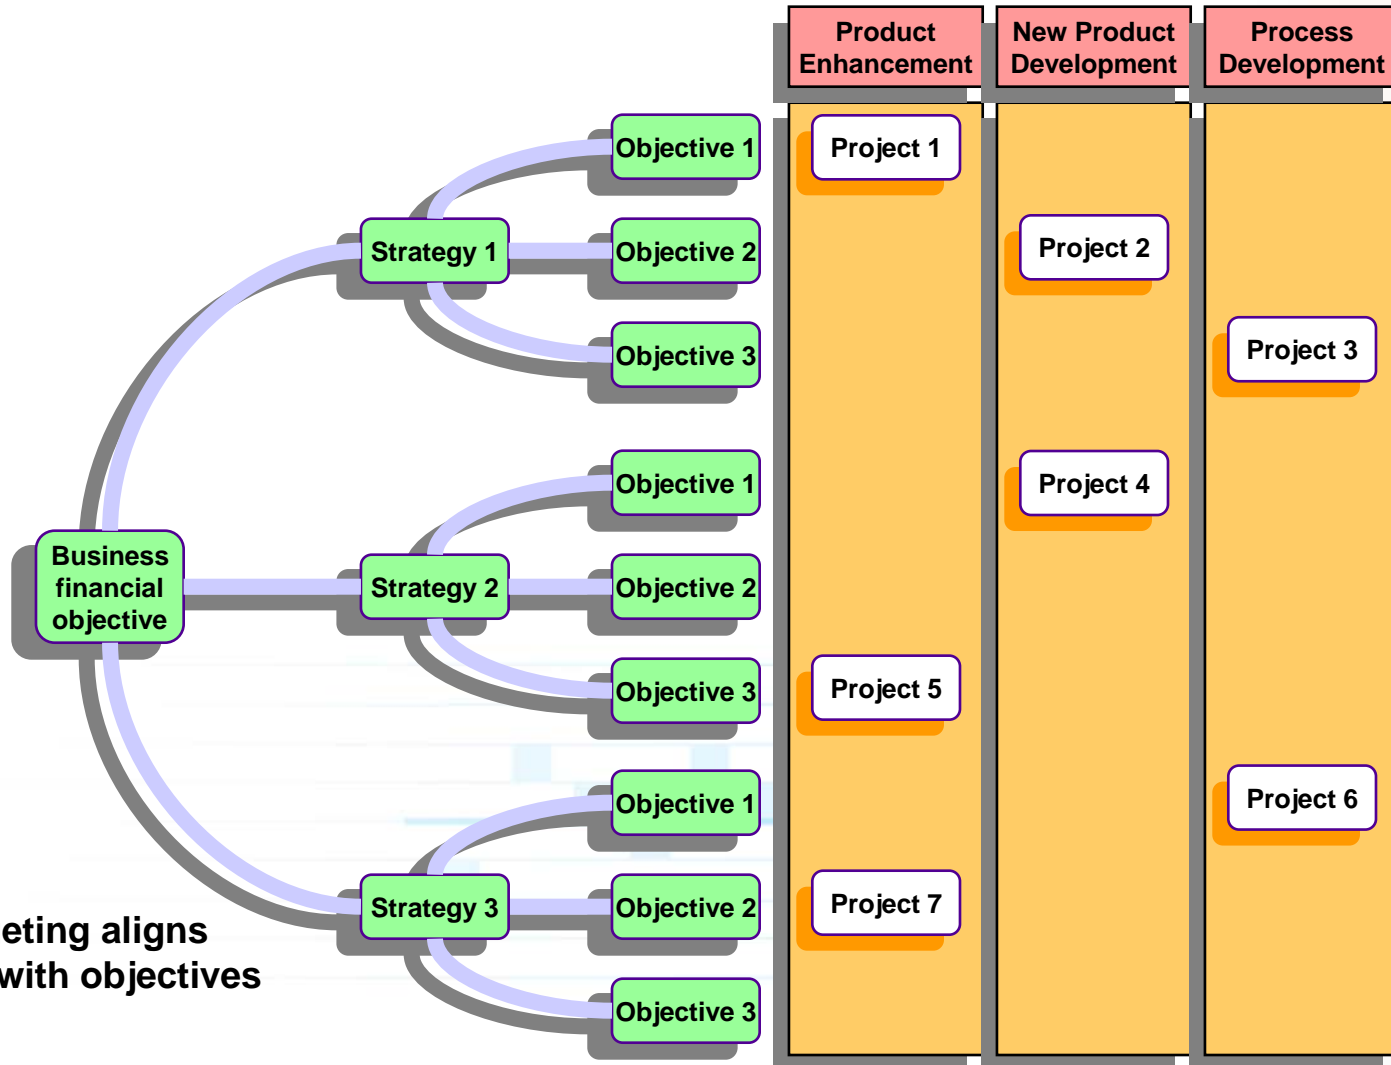 Product
Enhancement
New Product
Development
Process
Development
Objective 1
Project 1
Strategy 1
Objective 2
Project 2
Objective 3
Project 3
Objective 1
Project 4
Business
financial
objective
Strategy 2
Objective 2
Objective 3
Project 5
Objective 1
Project 6
Strategy 3
Objective 2
Project 7
eting aligns
with objectives
Objective 3